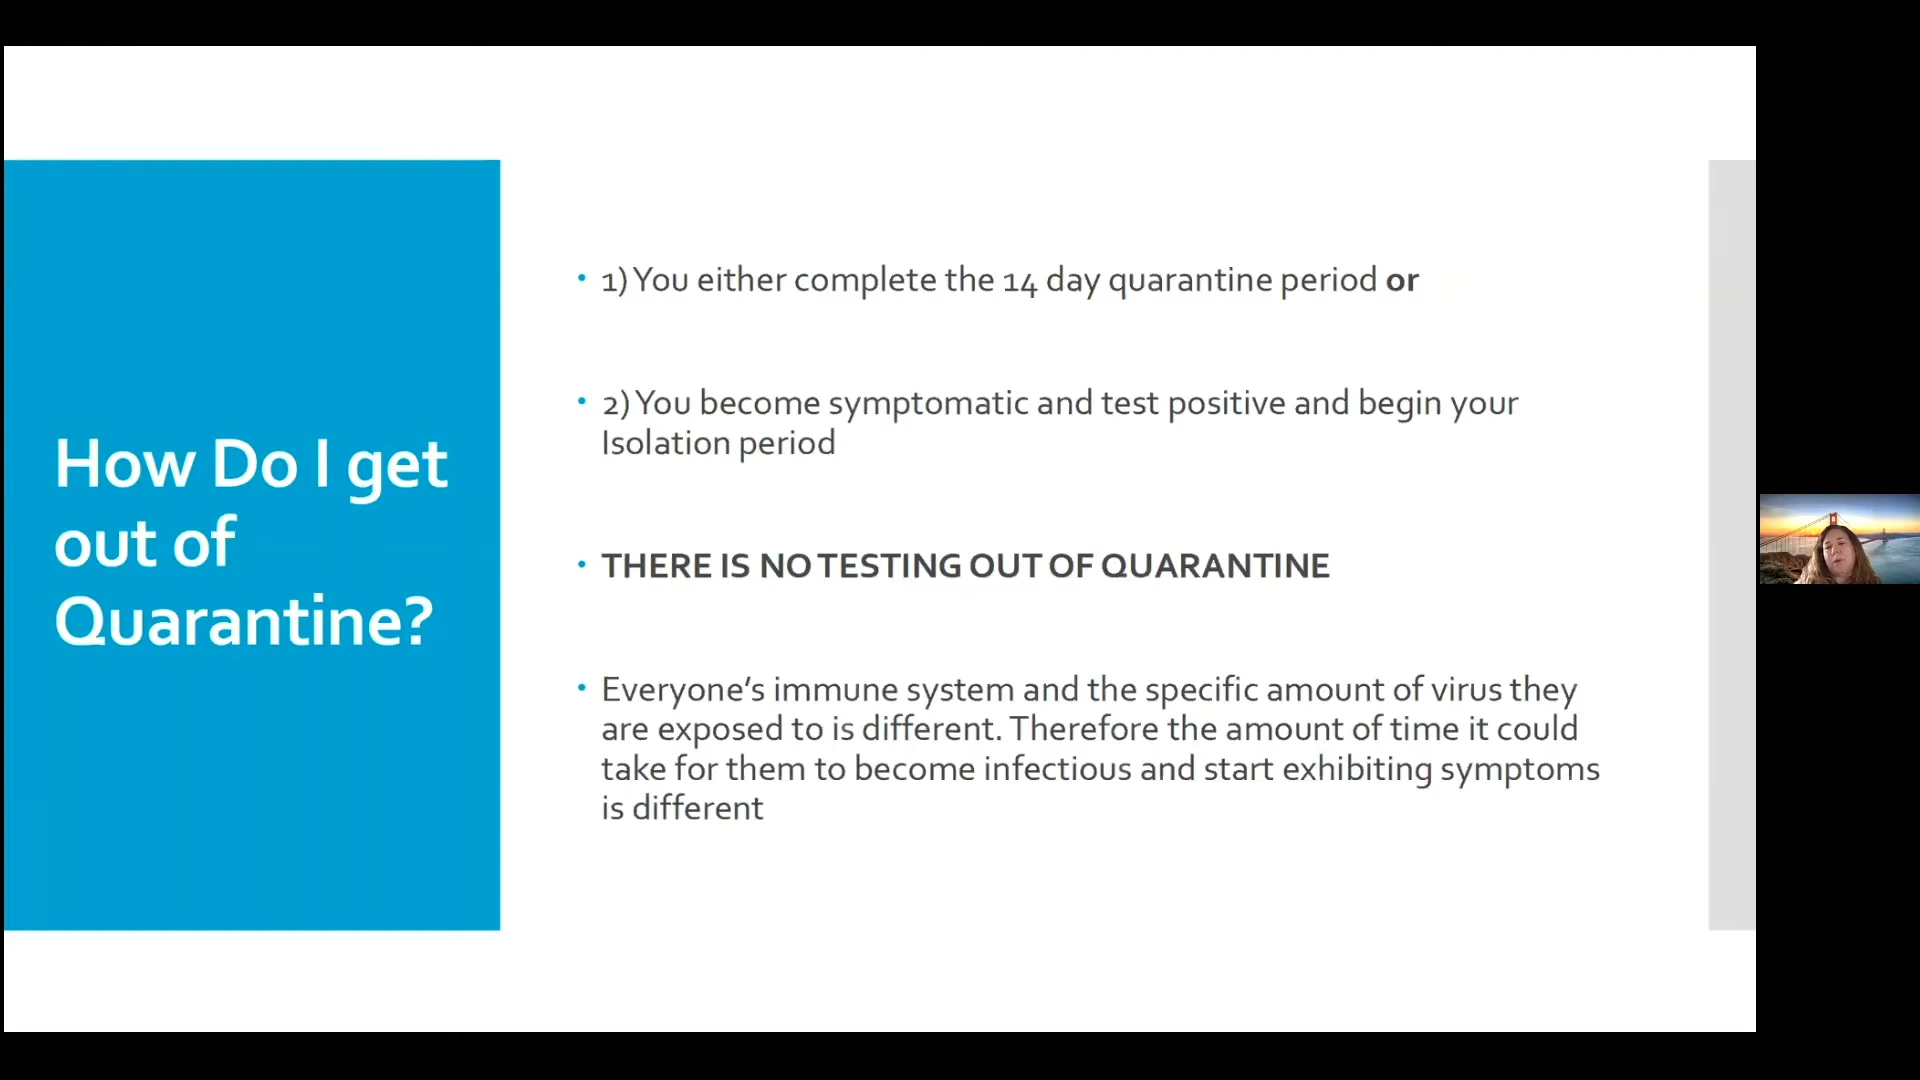 How Do I get
out of
Quarantine?
• 1) You either complete the 14 day quarantine period or
• 2) You become symptomatic and test positive and begin your
Isolation period
• THERE IS NO TESTING OUT OF QUARANTINE
• Everyone’s immune system and the specific amount of virus they
are exposed to is different. Therefore the amount of time it could
take for them to become infectious and start exhibiting symptoms
is different